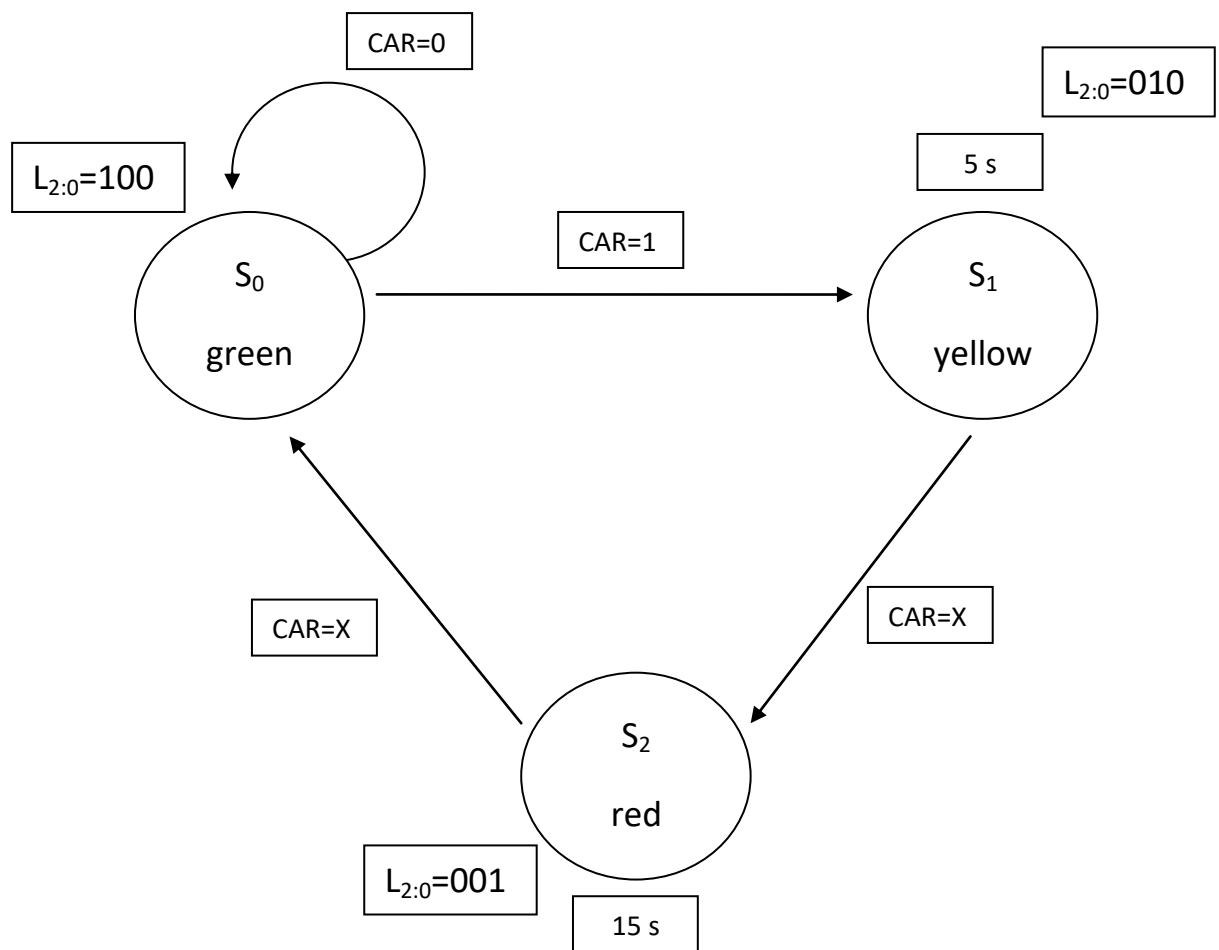 CAR=0
L2:0=010
5 s
L2:0=100
CAR=1
S0
green
S1
yellow
CAR=X
CAR=X
S2
red
L2:0=001
15 s